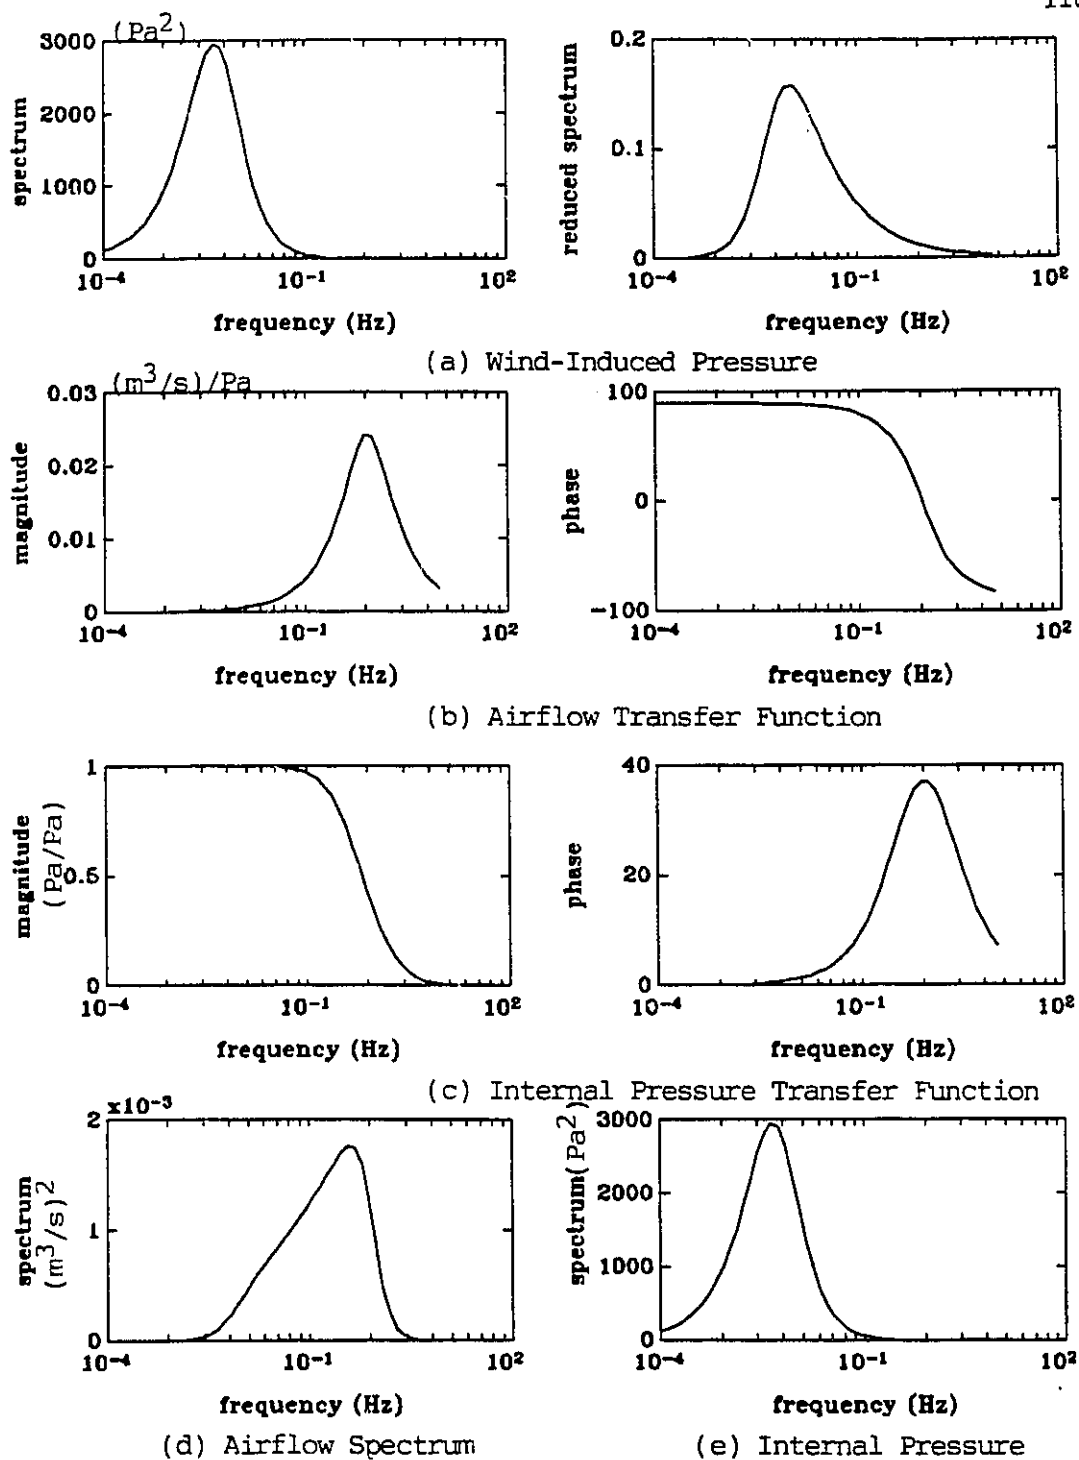 (Pa²)
3000
2000
1000
0
spectrum
10⁻⁴ 10⁻¹ 10²
frequency (Hz)
0.2
0.1
0
reduced spectrum
10⁻⁴ 10⁻¹ 10²
frequency (Hz)
(a) Wind-Induced Pressure
(m³/s)/Pa
0.03
0.02
0.01
0
magnitude
10⁻⁴ 10⁻¹ 10²
frequency (Hz)
100
0
−100
phase
10⁻⁴ 10⁻¹ 10²
frequency (Hz)
(b) Airflow Transfer Function
1
0.5
0
magnitude
(Pa/Pa)
10⁻⁴ 10⁻¹ 10²
frequency (Hz)
40
20
0
phase
10⁻⁴ 10⁻¹ 10²
frequency (Hz)
(c) Internal Pressure Transfer Function
x10⁻³
2
1
0
spectrum
(m³/s)²
10⁻⁴ 10⁻¹ 10²
frequency (Hz)
(d) Airflow Spectrum
3000
2000
1000
0
spectrum(Pa²)
10⁻⁴ 10⁻¹ 10²
frequency (Hz)
(e) Internal Pressure